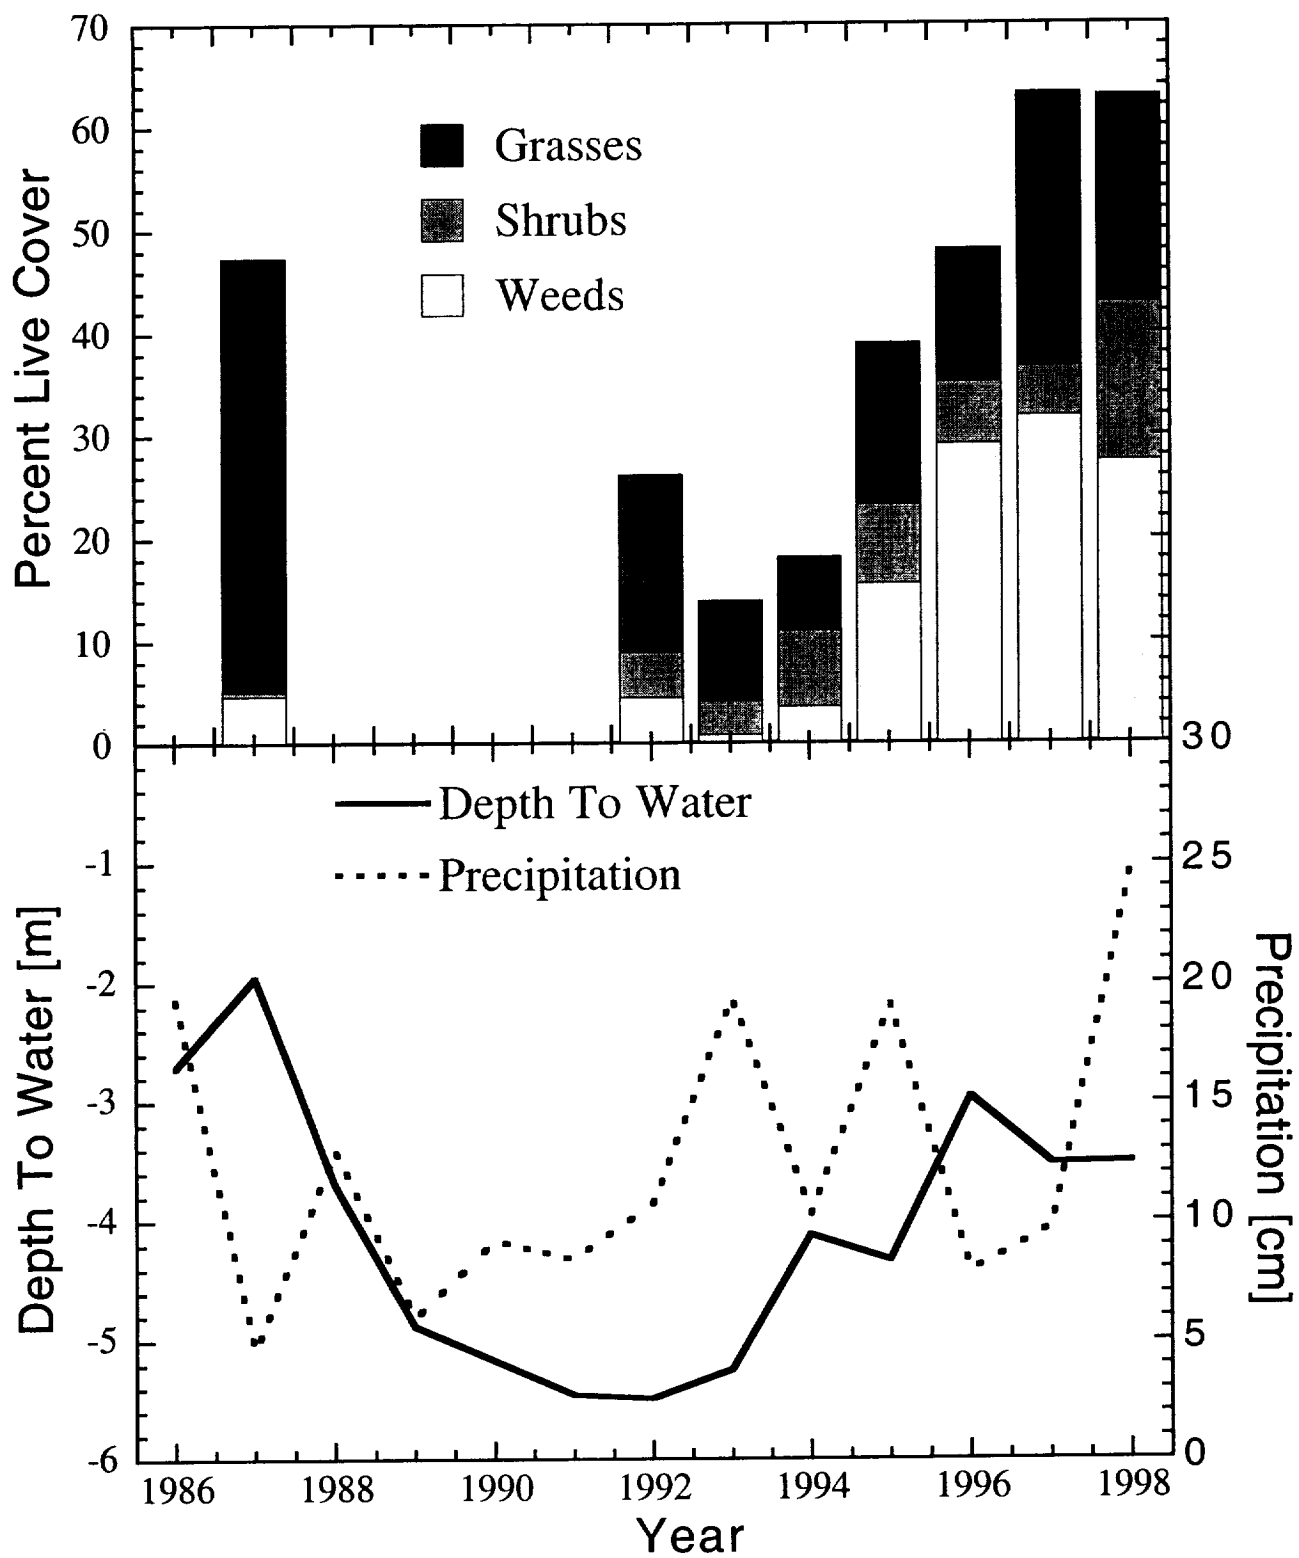 70
60
50
40
30
20
10
0
Percent Live Cover
Grasses
Shrubs
Weeds
30
25
20
15
10
5
0
Precipitation [cm]
Depth To Water
Precipitation
-1
-2
-3
-4
-5
-6
Depth To Water [m]
1986 1988 1990 1992 1994 1996 1998
Year